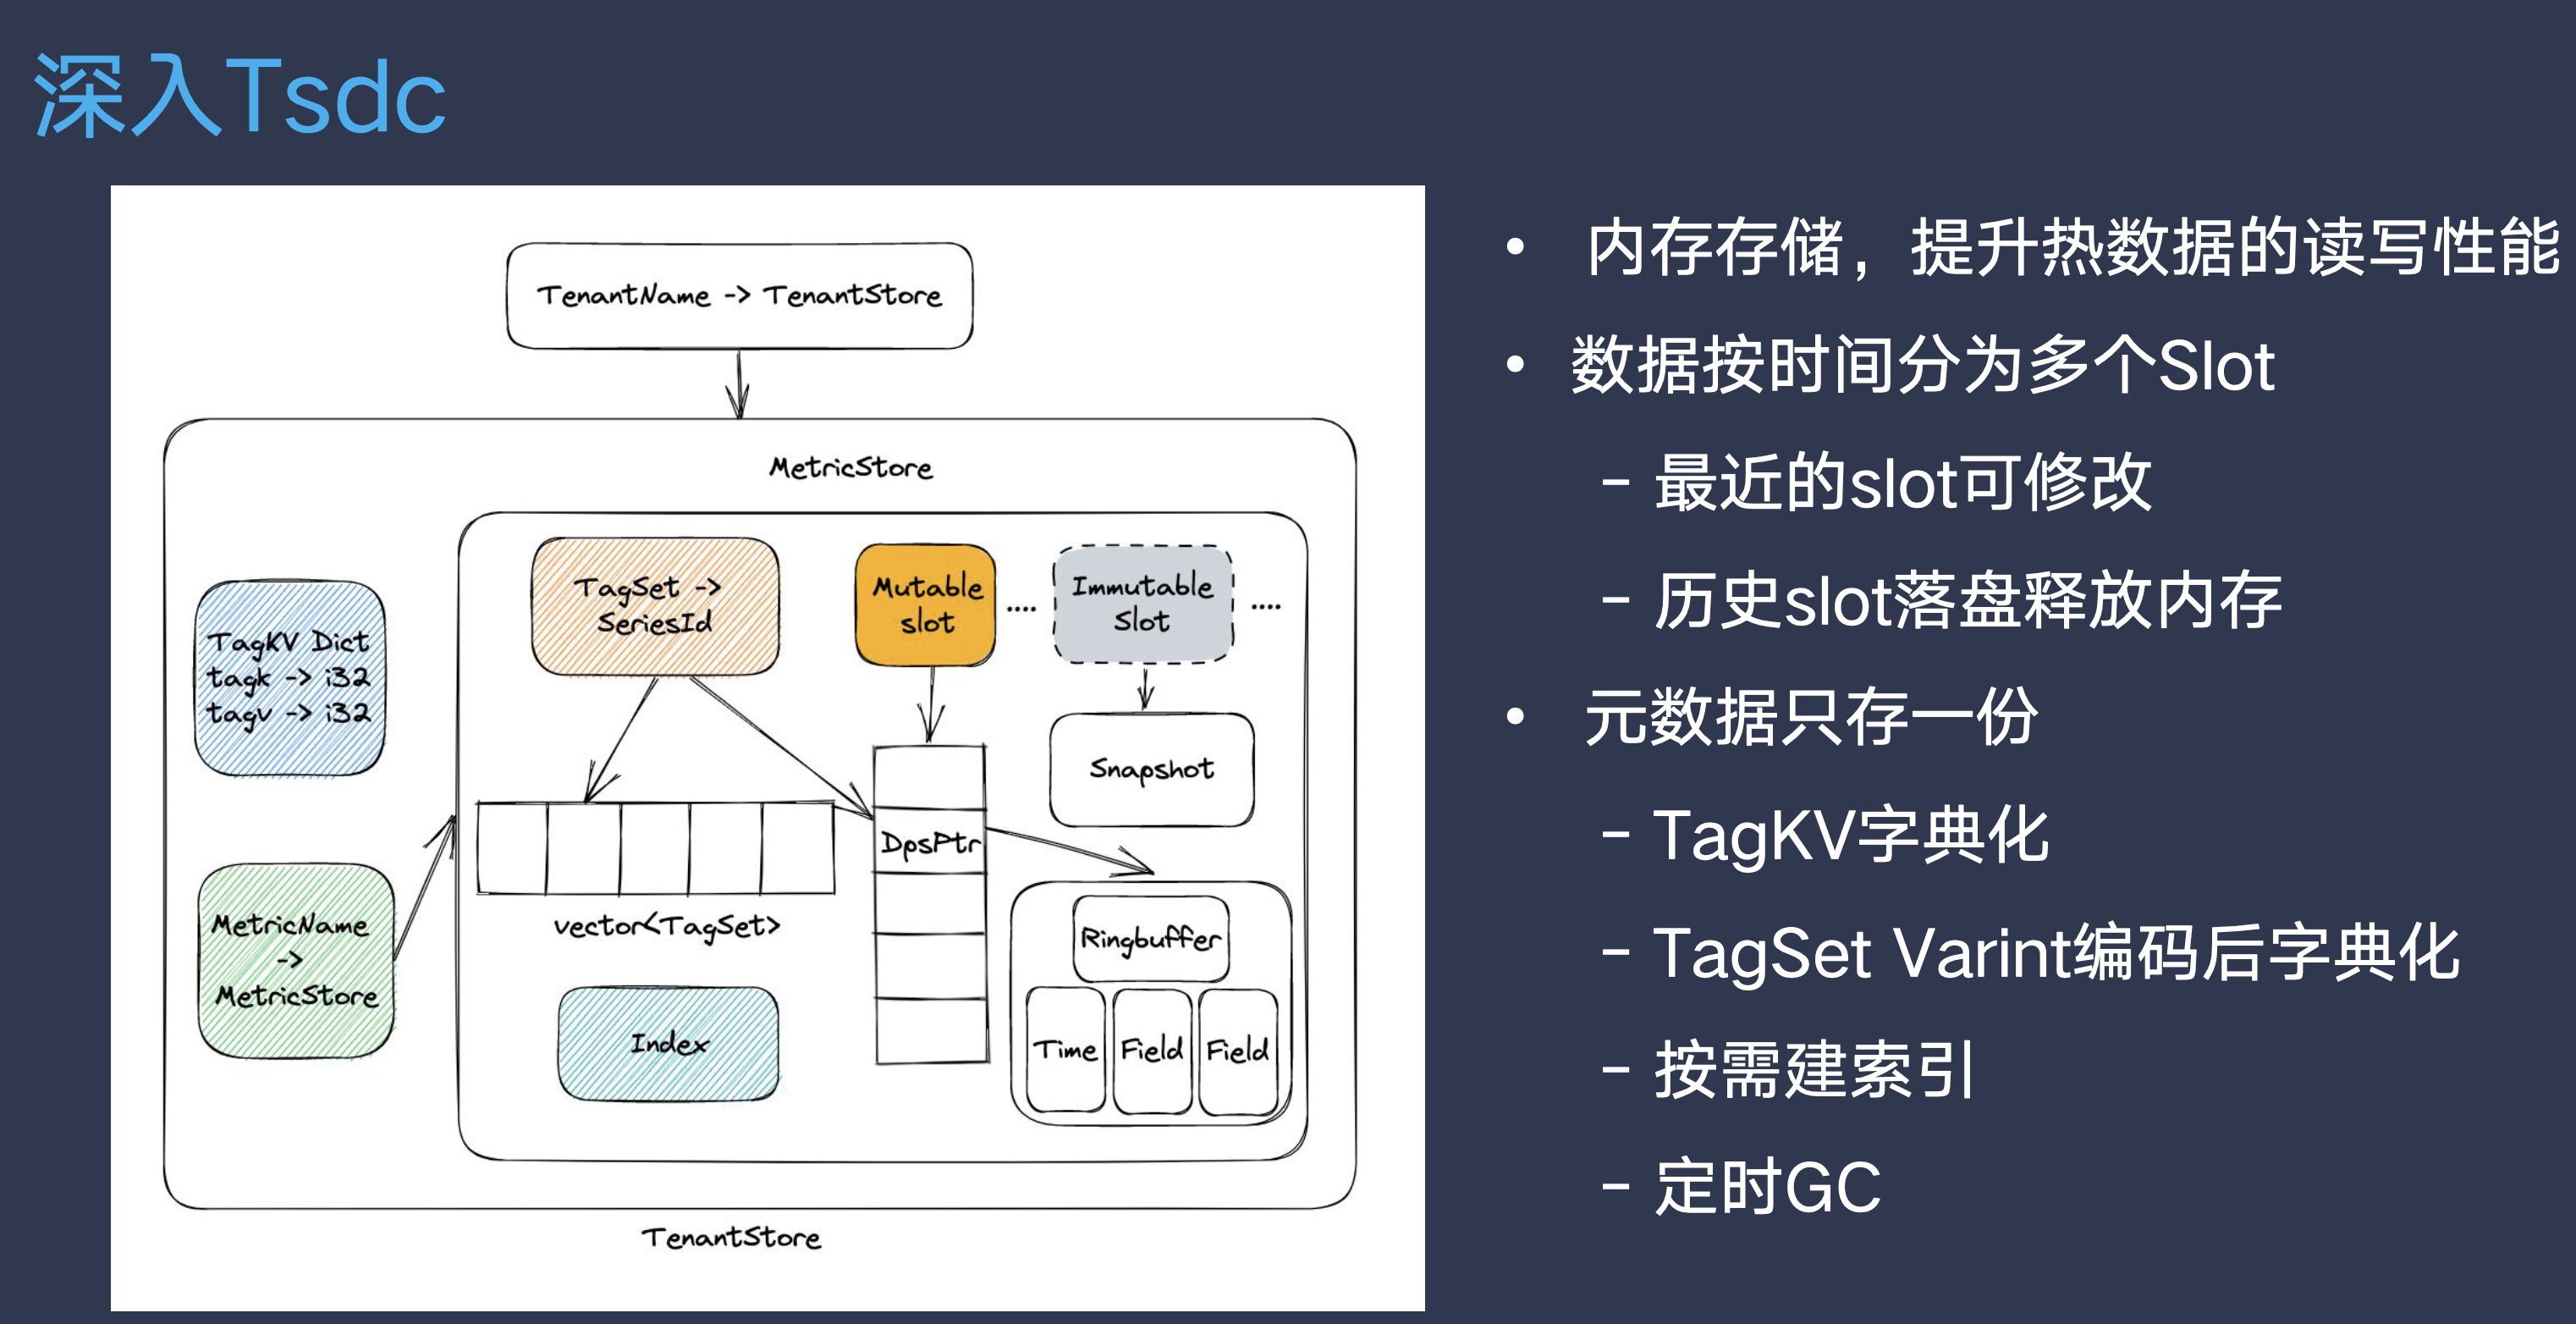 深入Tsdc
TenantName -> TenantStore
MetricStore
TagKV Dict
tagk -> i32
tagv -> i32
MetricName
->
MetricStore
TagSet ->
SeriesId
Mutable
slot
....
Immutable
Slot
....
Snapshot
DpsPtr
vector<TagSet>
Index
Ringbuffer
Time
Field
Field
TenantStore
• 内存存储，提升热数据的读写性能
• 数据按时间分为多个Slot
- 最近的slot可修改
- 历史slot落盘释放内存
• 元数据只存一份
- TagKV字典化
- TagSet Varint编码后字典化
- 按需建索引
- 定时GC